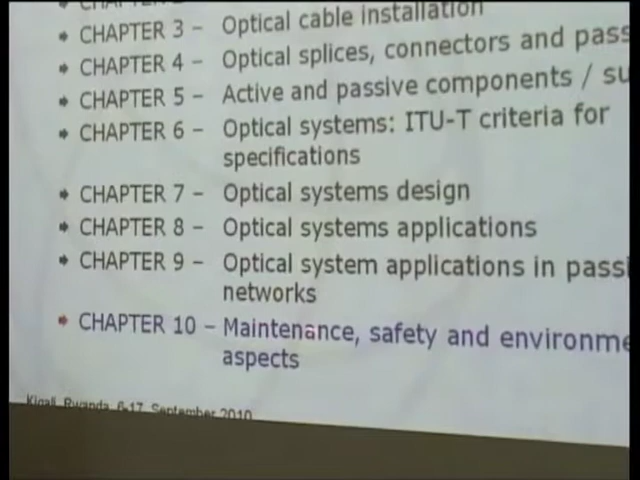 CHAPTER 3 – Optical cable installation
CHAPTER 4 – Optical splices, connectors and pass
CHAPTER 5 – Active and passive components / su
CHAPTER 6 – Optical systems: ITU-T criteria for
specifications
CHAPTER 7 – Optical systems design
CHAPTER 8 – Optical systems applications
CHAPTER 9 – Optical system applications in passi
networks
CHAPTER 10 – Maintenance, safety and environme
aspects
Kigali, Rwanda, 6-17, September 2010